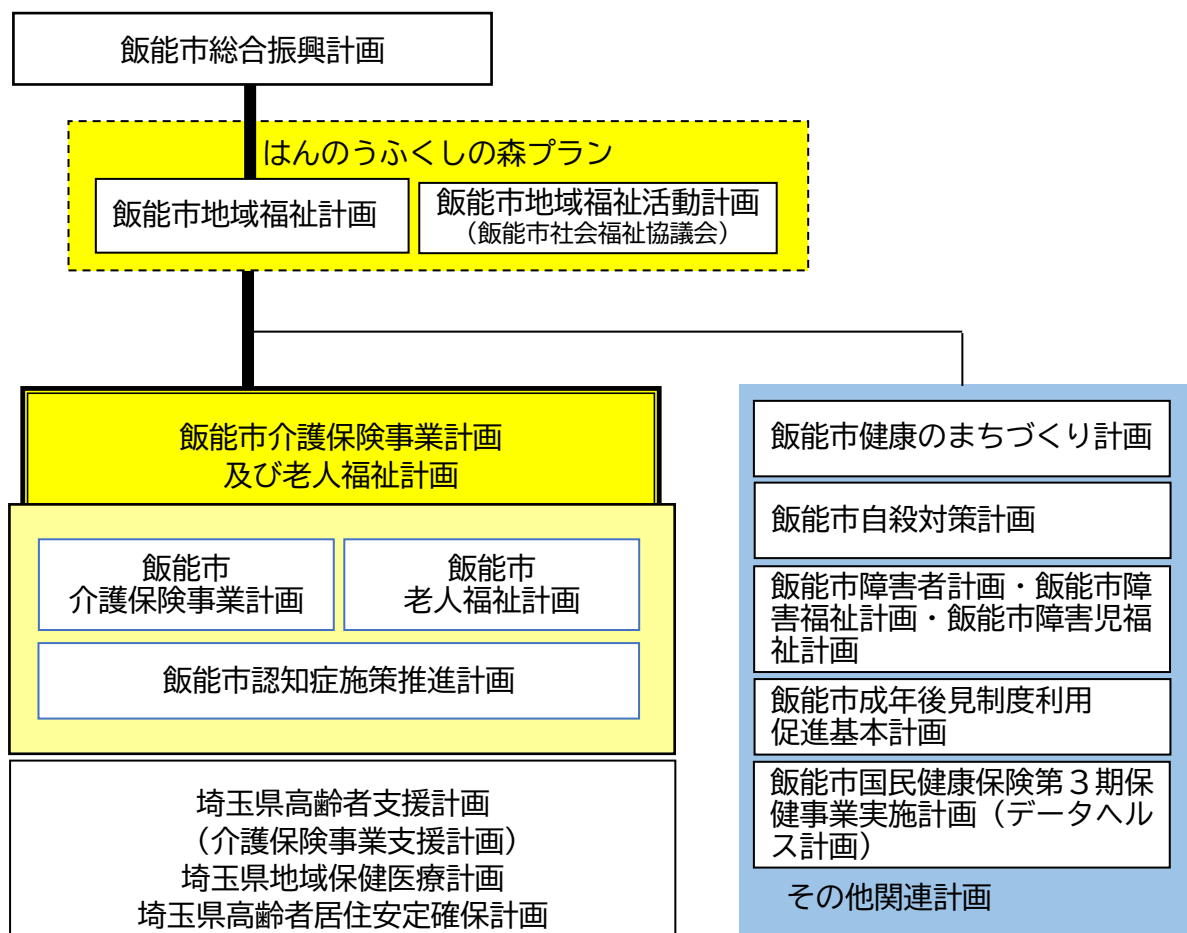 飯能市総合振興計画
はんのうふくしの森プラン
飯能市地域福祉計画
飯能市地域福祉活動計画
（飯能市社会福祉協議会）
飯能市介護保険事業計画
及び老人福祉計画
飯能市
介護保険事業計画
飯能市
老人福祉計画
飯能市認知症施策推進計画
埼玉県高齢者支援計画
（介護保険事業支援計画）
埼玉県地域保健医療計画
埼玉県高齢者居住安定確保計画
飯能市健康のまちづくり計画
飯能市自殺対策計画
飯能市障害者計画・飯能市障
害福祉計画・飯能市障害児福
祉計画
飯能市成年後見制度利用
促進基本計画
飯能市国民健康保険第３期保
健事業実施計画（データヘル
ス計画）
その他関連計画